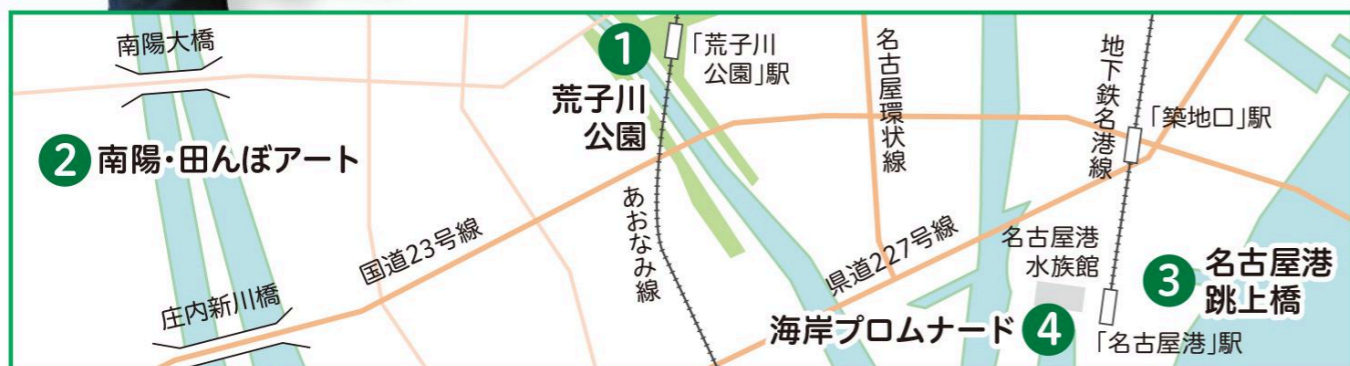 南陽大橋
2 南陽・田んぼアート
庄内新川橋
国道23号線
1
荒子川
公園
「荒子川
公園」駅
あおなみ線
名古屋環状線
県道227号線
地下鉄名港線
「築地口」駅
名古屋港
水族館
3 名古屋港
跳上橋
海岸プロムナード 4
「名古屋港」駅